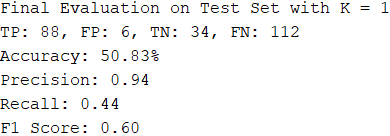 Final Evaluation on Test Set with K = 1
TP: 88, FP: 6, TN: 34, FN: 112
Accuracy: 50.83%
Precision: 0.94
Recall: 0.44
F1 Score: 0.60